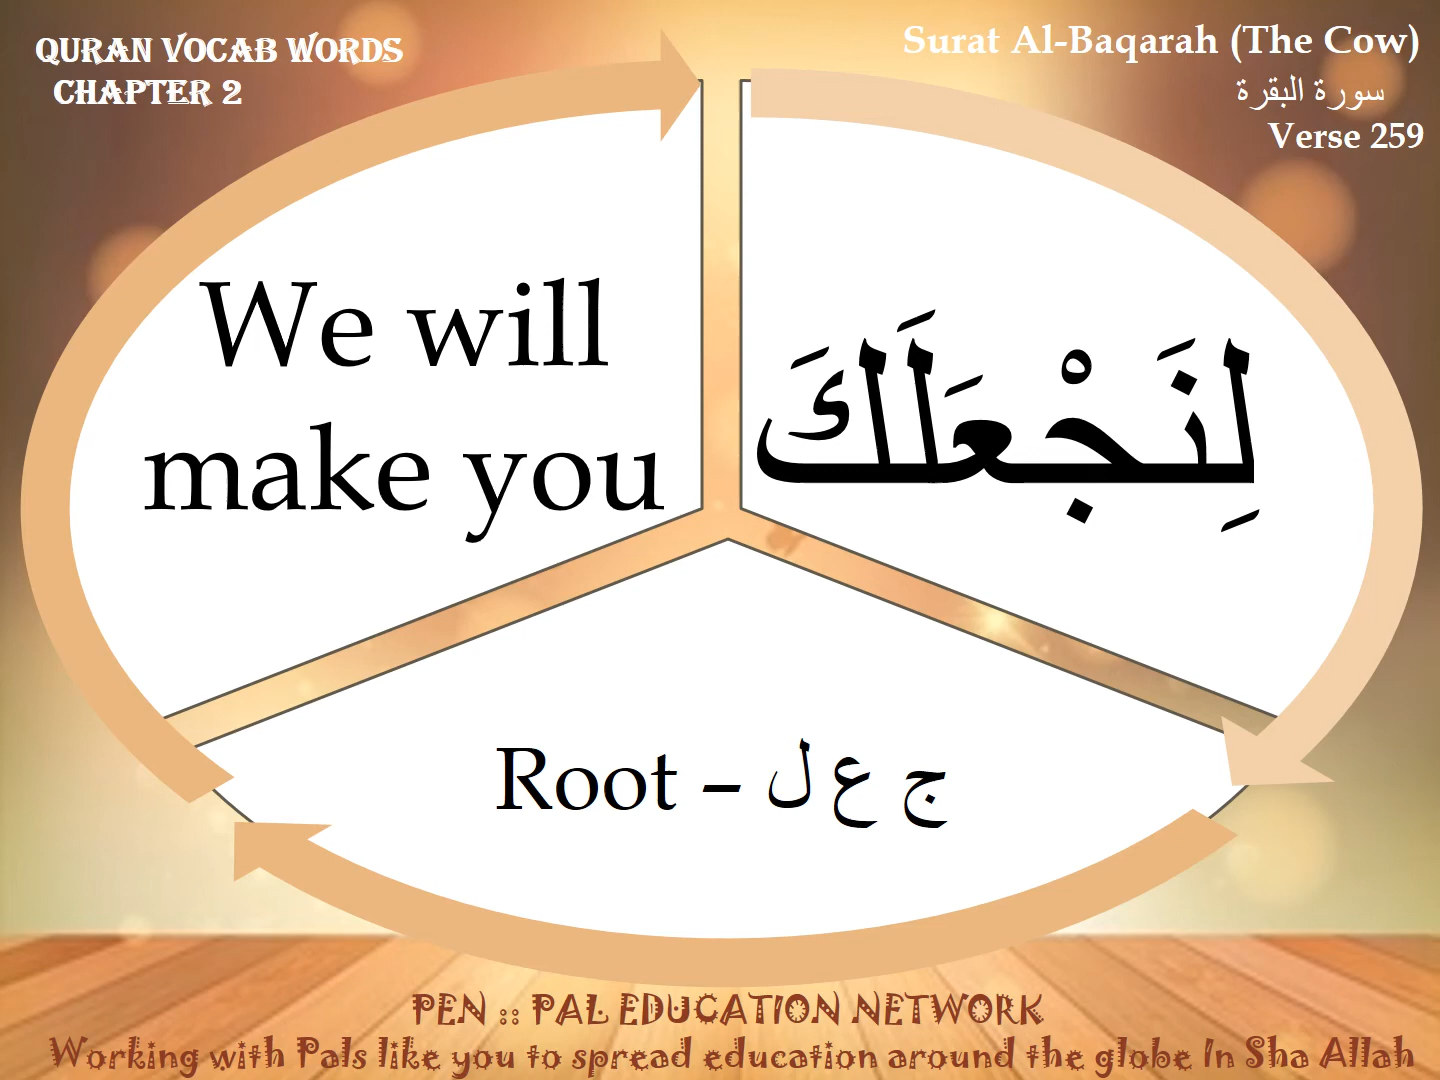 QURAN VOCAB WORDS
CHAPTER 2
Surat Al-Baqarah (The Cow)
سورة البقرة
Verse 259
We will
make you
لِنَجْعَلَكَ
Root – ج ع ل
PEN :: PAL EDUCATION NETWORK
Working with Pals like you to spread education around the globe In Sha Allah